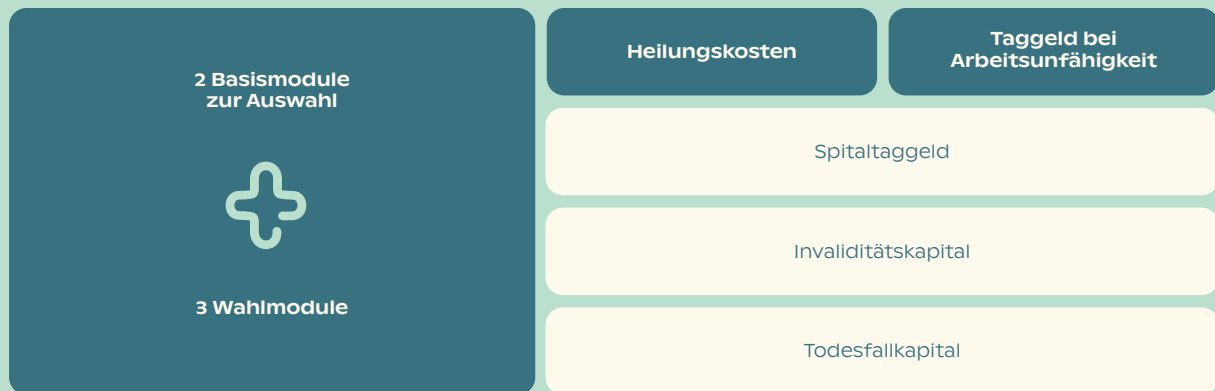 2 Basismodule
zur Auswahl
3 Wahlmodule
Heilungskosten
Taggeld bei
Arbeitsunfähigkeit
Spitaltaggeld
Invaliditätskapital
Todesfallkapital